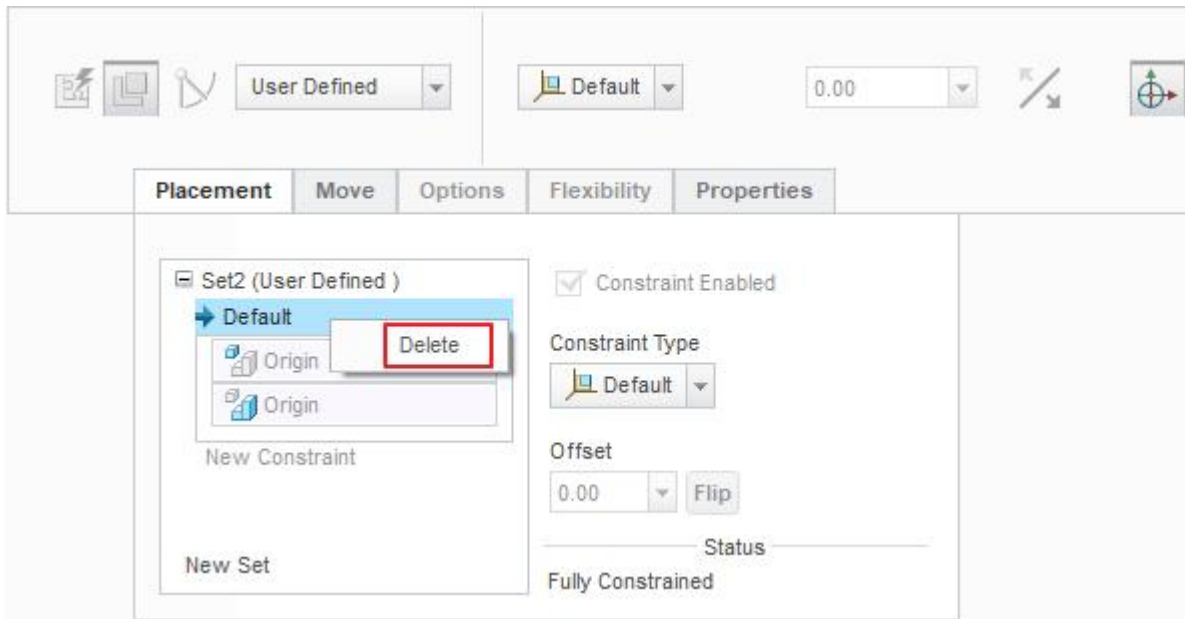 User Defined
Default
0.00
Placement
Move
Options
Flexibility
Properties
Set2 (User Defined )
Default
Delete
Origin
Origin
New Constraint
New Set
Constraint Enabled
Constraint Type
Default
Offset
0.00
Flip
Status
Fully Constrained